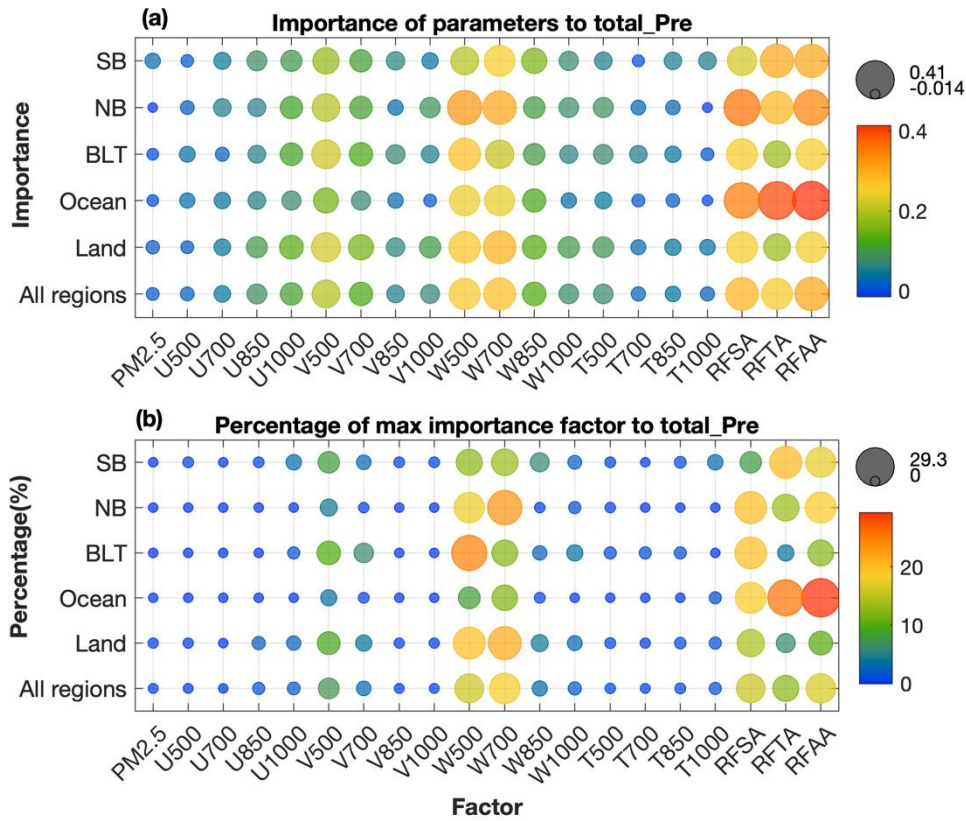 (a)
Importance of parameters to total_Pre
Importance
SB
NB
BLT
Ocean
Land
All regions
PM2.5 U500 U700 U850 U1000 V500 V700 V850 V1000 W500 W700 W850 W1000 T500 T700 T850 T1000 RFSA RFTA RFAA
0.41
-0.014
0.4
0.2
0
(b)
Percentage of max importance factor to total_Pre
Percentage(%)
SB
NB
BLT
Ocean
Land
All regions
PM2.5 U500 U700 U850 U1000 V500 V700 V850 V1000 W500 W700 W850 W1000 T500 T700 T850 T1000 RFSA RFTA RFAA
Factor
29.3
0
20
10
0